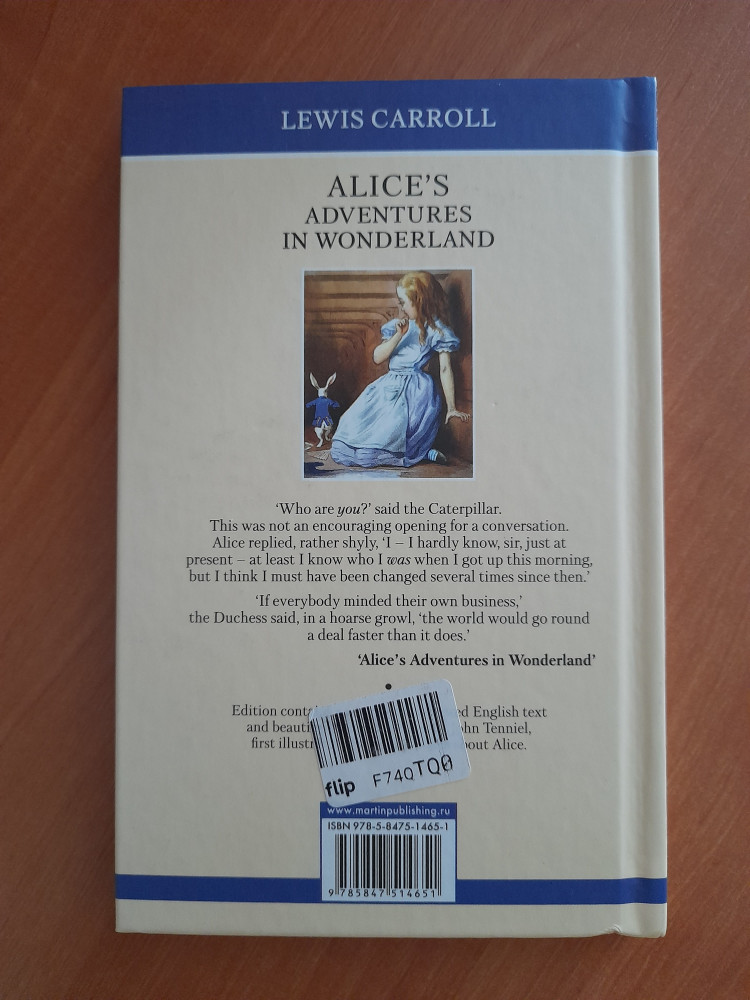 LEWIS CARROLL
ALICE'S
ADVENTURES
IN WONDERLAND
‘Who are you?’ said the Caterpillar.
This was not an encouraging opening for a conversation.
Alice replied, rather shyly, ‘I – I hardly know, sir, just at
present – at least I know who I was when I got up this morning,
but I think I must have been changed several times since then.’
‘If everybody minded their own business,’
the Duchess said, in a hoarse growl, ‘the world would go round
a deal faster than it does.’
‘Alice’s Adventures in Wonderland’
Edition English text
and Tenniel,
first Alice.
flip F74QTQ0
www.martinpublishing.ru
ISBN 978-5-8475-1465-1
9 785847 514651